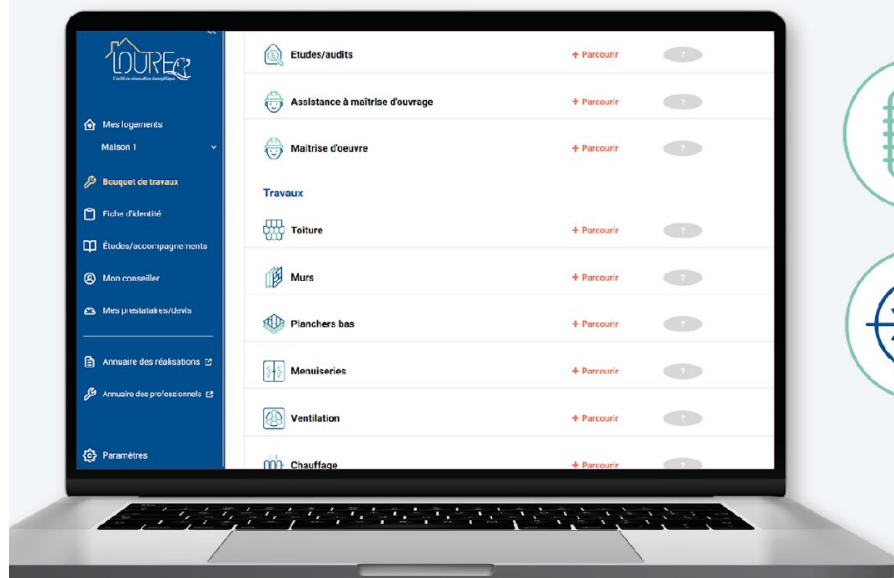 LOUREQ
Mes logements
Maison 1
Bouquet de travaux
Fiche d'identité
Études/accompagnements
Mon conseiller
Mes prestataires/devis
Annuaire des réalisations
Annuaire des professionnels
Paramètres
Etudes/audits + Parcourir ?
Assistance à maîtrise d'ouvrage + Parcourir ?
Maîtrise d'oeuvre + Parcourir ?
Travaux
Toiture + Parcourir ?
Murs + Parcourir ?
Planchers bas + Parcourir ?
Menuiseries + Parcourir ?
Ventilation + Parcourir ?
Chauffage + Parcourir ?